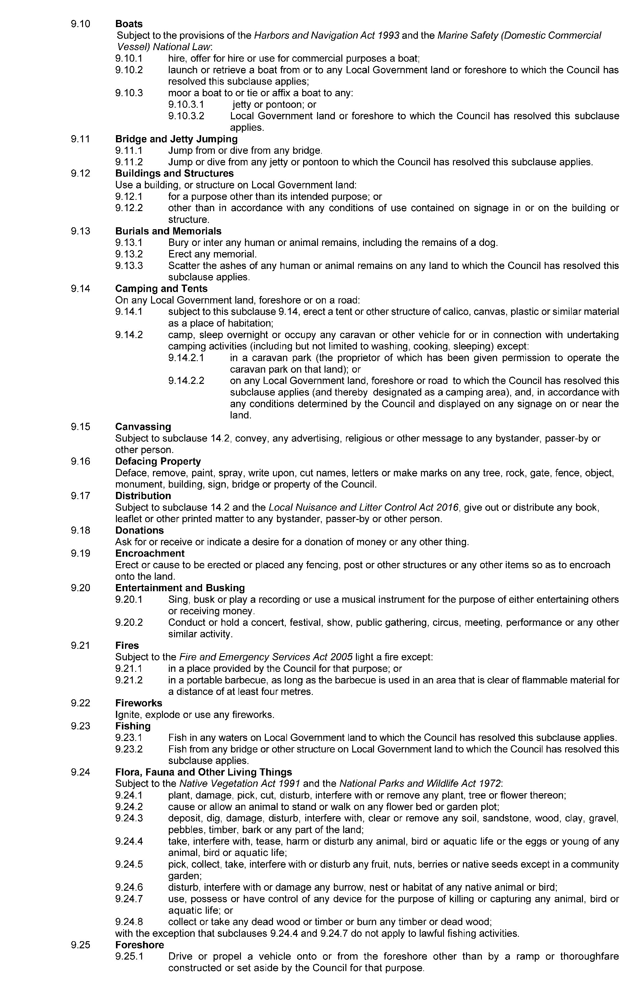 9.10 Boats
Subject to the provisions of the Harbors and Navigation Act 1993 and the Marine Safety (Domestic Commercial
Vessel) National Law:
9.10.1 hire, offer for hire or use for commercial purposes a boat;
9.10.2 launch or retrieve a boat from or to any Local Government land or foreshore to which the Council has
resolved this subclause applies;
9.10.3 moor a boat to or tie or affix a boat to any:
9.10.3.1 jetty or pontoon; or
9.10.3.2 Local Government land or foreshore to which the Council has resolved this subclause
applies.
9.11 Bridge and Jetty Jumping
9.11.1 Jump from or dive from any bridge.
9.11.2 Jump or dive from any jetty or pontoon to which the Council has resolved this subclause applies.
9.12 Buildings and Structures
Use a building, or structure on Local Government land:
9.12.1 for a purpose other than its intended purpose; or
9.12.2 other than in accordance with any conditions of use contained on signage in or on the building or
structure.
9.13 Burials and Memorials
9.13.1 Bury or inter any human or animal remains, including the remains of a dog.
9.13.2 Erect any memorial.
9.13.3 Scatter the ashes of any human or animal remains on any land to which the Council has resolved this
subclause applies.
9.14 Camping and Tents
On any Local Government land, foreshore or on a road:
9.14.1 subject to this subclause 9.14, erect a tent or other structure of calico, canvas, plastic or similar material
as a place of habitation;
9.14.2 camp, sleep overnight or occupy any caravan or other vehicle for or in connection with undertaking
camping activities (including but not limited to washing, cooking, sleeping) except:
9.14.2.1 in a caravan park (the proprietor of which has been given permission to operate the
caravan park on that land); or
9.14.2.2 on any Local Government land, foreshore or road to which the Council has resolved this
subclause applies (and thereby designated as a camping area), and, in accordance with
any conditions determined by the Council and displayed on any signage on or near the
land.
9.15 Canvassing
Subject to subclause 14.2, convey, any advertising, religious or other message to any bystander, passer-by or
other person.
9.16 Defacing Property
Deface, remove, paint, spray, write upon, cut names, letters or make marks on any tree, rock, gate, fence, object,
monument, building, sign, bridge or property of the Council.
9.17 Distribution
Subject to subclause 14.2 and the Local Nuisance and Litter Control Act 2016, give out or distribute any book,
leaflet or other printed matter to any bystander, passer-by or other person.
9.18 Donations
Ask for or receive or indicate a desire for a donation of money or any other thing.
9.19 Encroachment
Erect or cause to be erected or placed any fencing, post or other structures or any other items so as to encroach
onto the land.
9.20 Entertainment and Busking
9.20.1 Sing, busk or play a recording or use a musical instrument for the purpose of either entertaining others
or receiving money.
9.20.2 Conduct or hold a concert, festival, show, public gathering, circus, meeting, performance or any other
similar activity.
9.21 Fires
Subject to the Fire and Emergency Services Act 2005 light a fire except:
9.21.1 in a place provided by the Council for that purpose; or
9.21.2 in a portable barbecue, as long as the barbecue is used in an area that is clear of flammable material for
a distance of at least four metres.
9.22 Fireworks
Ignite, explode or use any fireworks.
9.23 Fishing
9.23.1 Fish in any waters on Local Government land to which the Council has resolved this subclause applies.
9.23.2 Fish from any bridge or other structure on Local Government land to which the Council has resolved this
subclause applies.
9.24 Flora, Fauna and Other Living Things
Subject to the Native Vegetation Act 1991 and the National Parks and Wildlife Act 1972:
9.24.1 plant, damage, pick, cut, disturb, interfere with or remove any plant, tree or flower thereon;
9.24.2 cause or allow an animal to stand or walk on any flower bed or garden plot;
9.24.3 deposit, dig, damage, disturb, interfere with, clear or remove any soil, sandstone, wood, clay, gravel,
pebbles, timber, bark or any part of the land;
9.24.4 take, interfere with, tease, harm or disturb any animal, bird or aquatic life or the eggs or young of any
animal, bird or aquatic life;
9.24.5 pick, collect, take, interfere with or disturb any fruit, nuts, berries or native seeds except in a community
garden;
9.24.6 disturb, interfere with or damage any burrow, nest or habitat of any native animal or bird;
9.24.7 use, possess or have control of any device for the purpose of killing or capturing any animal, bird or
aquatic life; or
9.24.8 collect or take any dead wood or timber or burn any timber or dead wood;
with the exception that subclauses 9.24.4 and 9.24.7 do not apply to lawful fishing activities.
9.25 Foreshore
9.25.1 Drive or propel a vehicle onto or from the foreshore other than by a ramp or thoroughfare
constructed or set aside by the Council for that purpose.